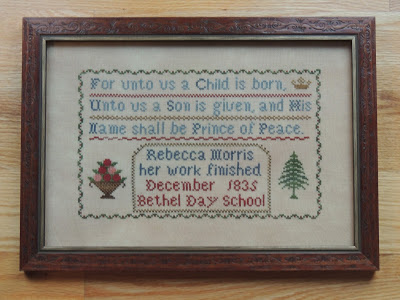 For unto us a Child is born,
Unto us a Son is given, and His
Name shall be Prince of Peace.
Rebecca Morris
her work finished
December 1835
Bethel Day School